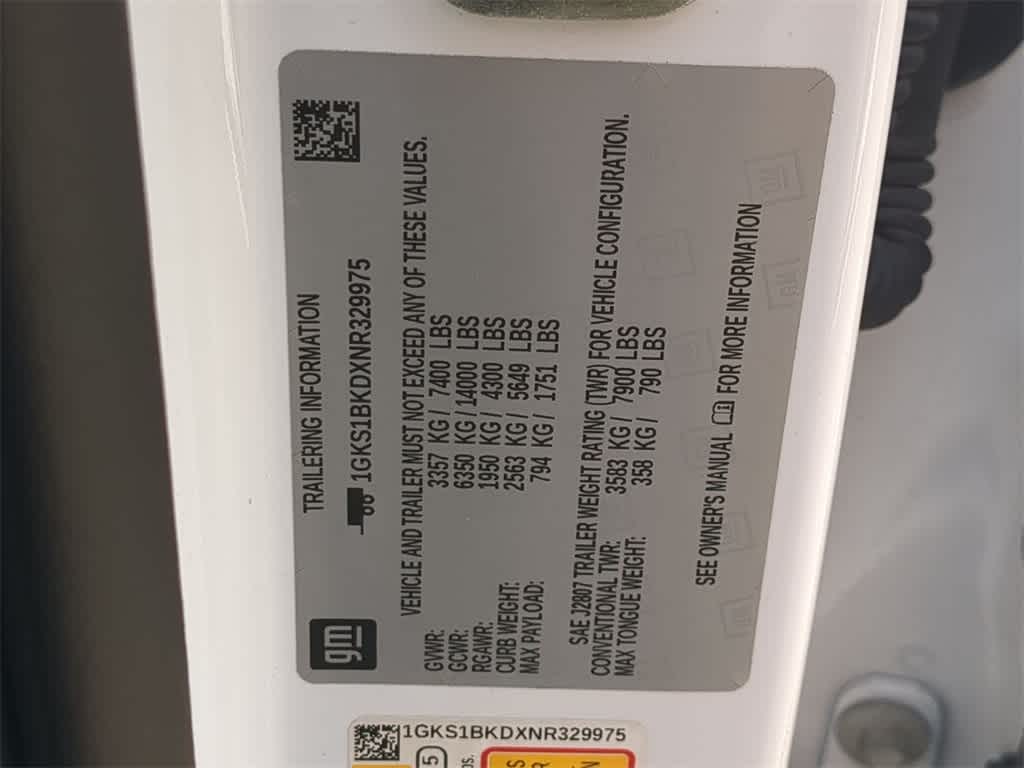 gm
TRAILERING INFORMATION
1GKS1BKDXNR329975
VEHICLE AND TRAILER MUST NOT EXCEED ANY OF THESE VALUES.
GVWR: 3357 KG / 7400 LBS
GCWR: 6350 KG / 14000 LBS
RGAWR: 1950 KG / 4300 LBS
CURB WEIGHT: 2563 KG / 5649 LBS
MAX PAYLOAD: 794 KG / 1751 LBS
SAE J2807 TRAILER WEIGHT RATING (TWR) FOR VEHICLE CONFIGURATION.
CONVENTIONAL TWR: 3583 KG / 7900 LBS
MAX TONGUE WEIGHT: 358 KG / 790 LBS
SEE OWNER'S MANUAL FOR MORE INFORMATION
1GKS1BKDXNR329975
5